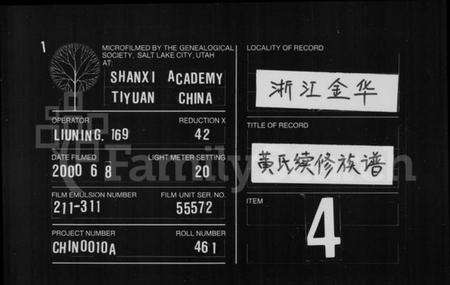 1
MICROFILMED BY THE GENEALOGICAL
SOCIETY, SALT LAKE CITY, UTAH
AT:
SHANXI ACADEMY
TIYUAN CHINA
OPERATOR REDUCTION X
LIUNING. 169 42
DATE FILMED LIGHT METER SETTING
2000 6 8 20
FILM EMULSION NUMBER FILM UNIT SER. NO.
211-311 55572
PROJECT NUMBER ROLL NUMBER
CHIN0010A 461
LOCALITY OF RECORD
浙江金华
TITLE OF RECORD
黄氏续修族谱
ITEM
4